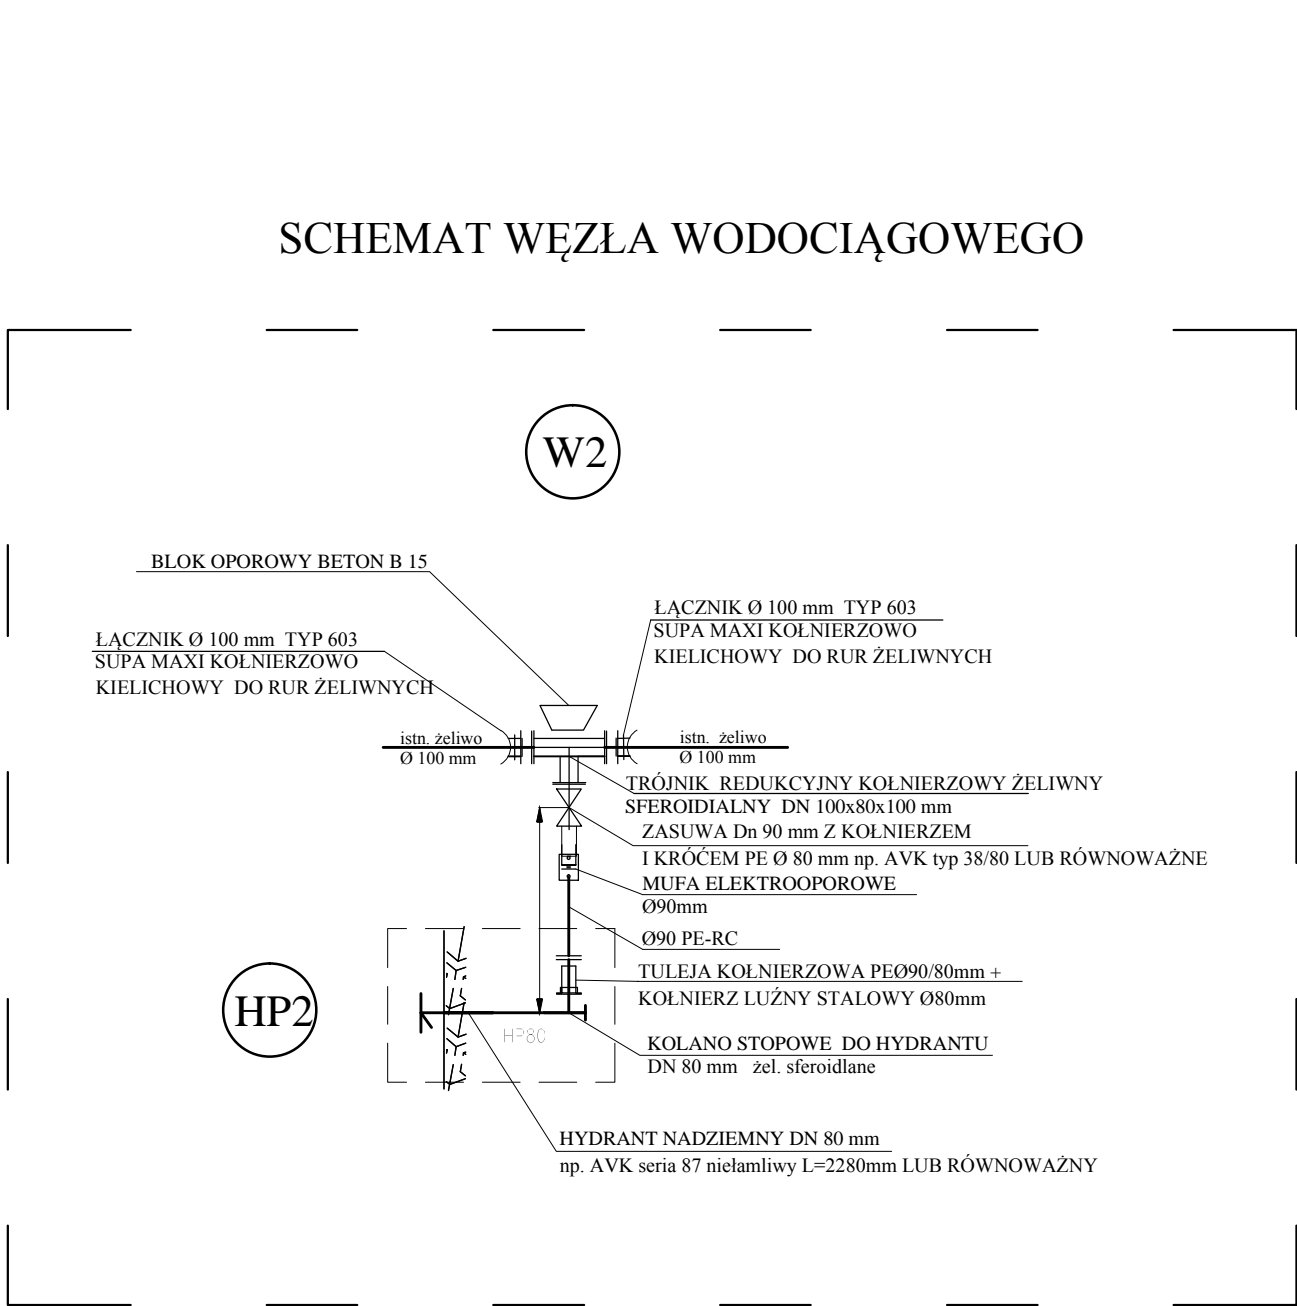 SCHEMAT WĘZŁA WODOCIĄGOWEGO
W2
BLOK OPOROWY BETON B 15
ŁĄCZNIK Ø 100 mm TYP 603
SUPA MAXI KOŁNIERZOWO
KIELICHOWY DO RUR ŻELIWNYCH
ŁĄCZNIK Ø 100 mm TYP 603
SUPA MAXI KOŁNIERZOWO
KIELICHOWY DO RUR ŻELIWNYCH
istn. żeliwo
Ø 100 mm
istn. żeliwo
Ø 100 mm
TRÓJNIK REDUKCYJNY KOŁNIERZOWY ŻELIWNY
SFEROIDIALNY DN 100x80x100 mm
ZASUWA Dn 90 mm Z KOŁNIERZEM
I KRÓĆEM PE Ø 80 mm np. AVK typ 38/80 LUB RÓWNOWAŻNE
MUFA ELEKTROOPOROWE
Ø90mm
Ø90 PE-RC
TULEJA KOŁNIERZOWA PEØ90/80mm +
KOŁNIERZ LUŹNY STALOWY Ø80mm
HP2
HP80
KOLANO STOPOWE DO HYDRANTU
DN 80 mm żel. sferoidlane
HYDRANT NADZIEMNY DN 80 mm
np. AVK seria 87 niełamliwy L=2280mm LUB RÓWNOWAŻNY